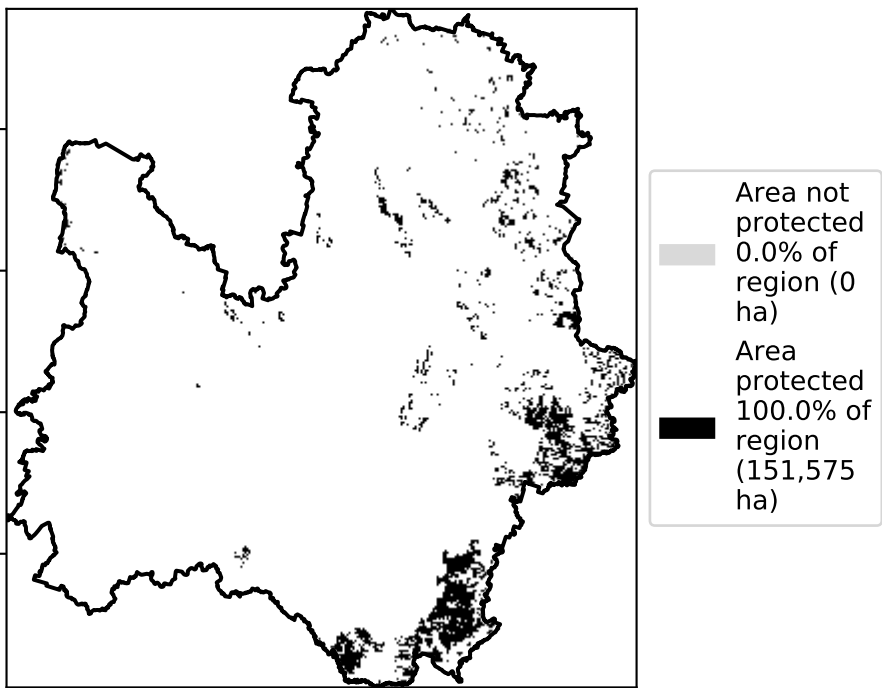 Area not
protected
0.0% of
region (0
ha)
Area
protected
100.0% of
region
(151,575
ha)